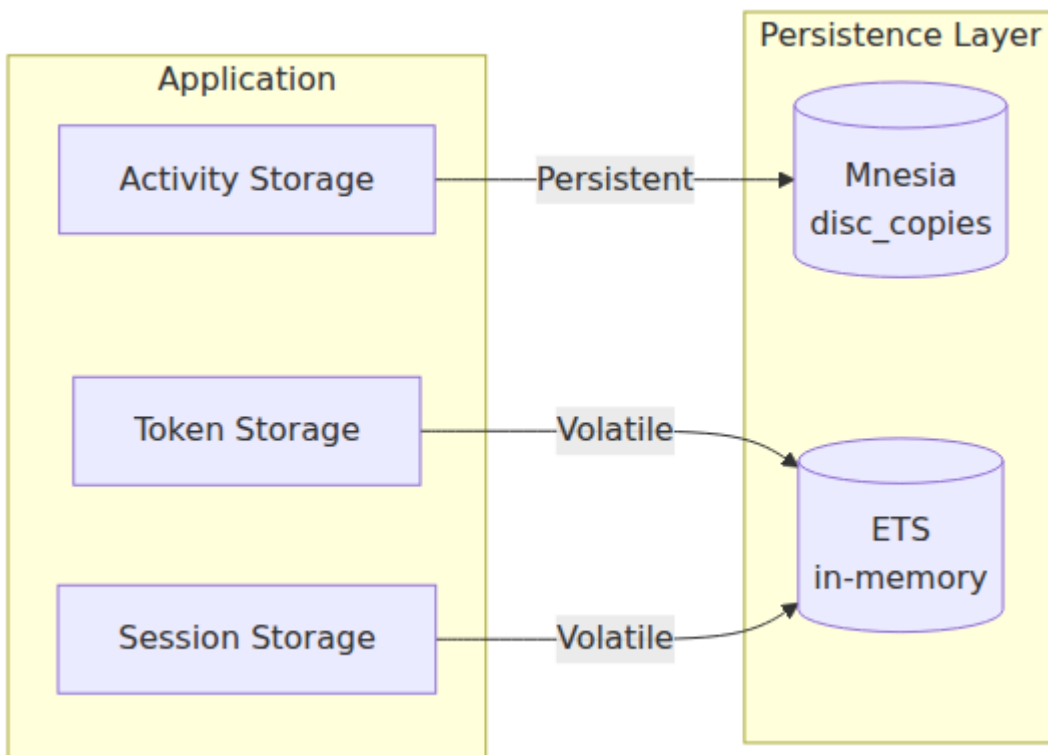 Persistence Layer
Application
Activity Storage
Persistent
Mnesia
disc_copies
Token Storage
Volatile
ETS
in-memory
Session Storage
Volatile